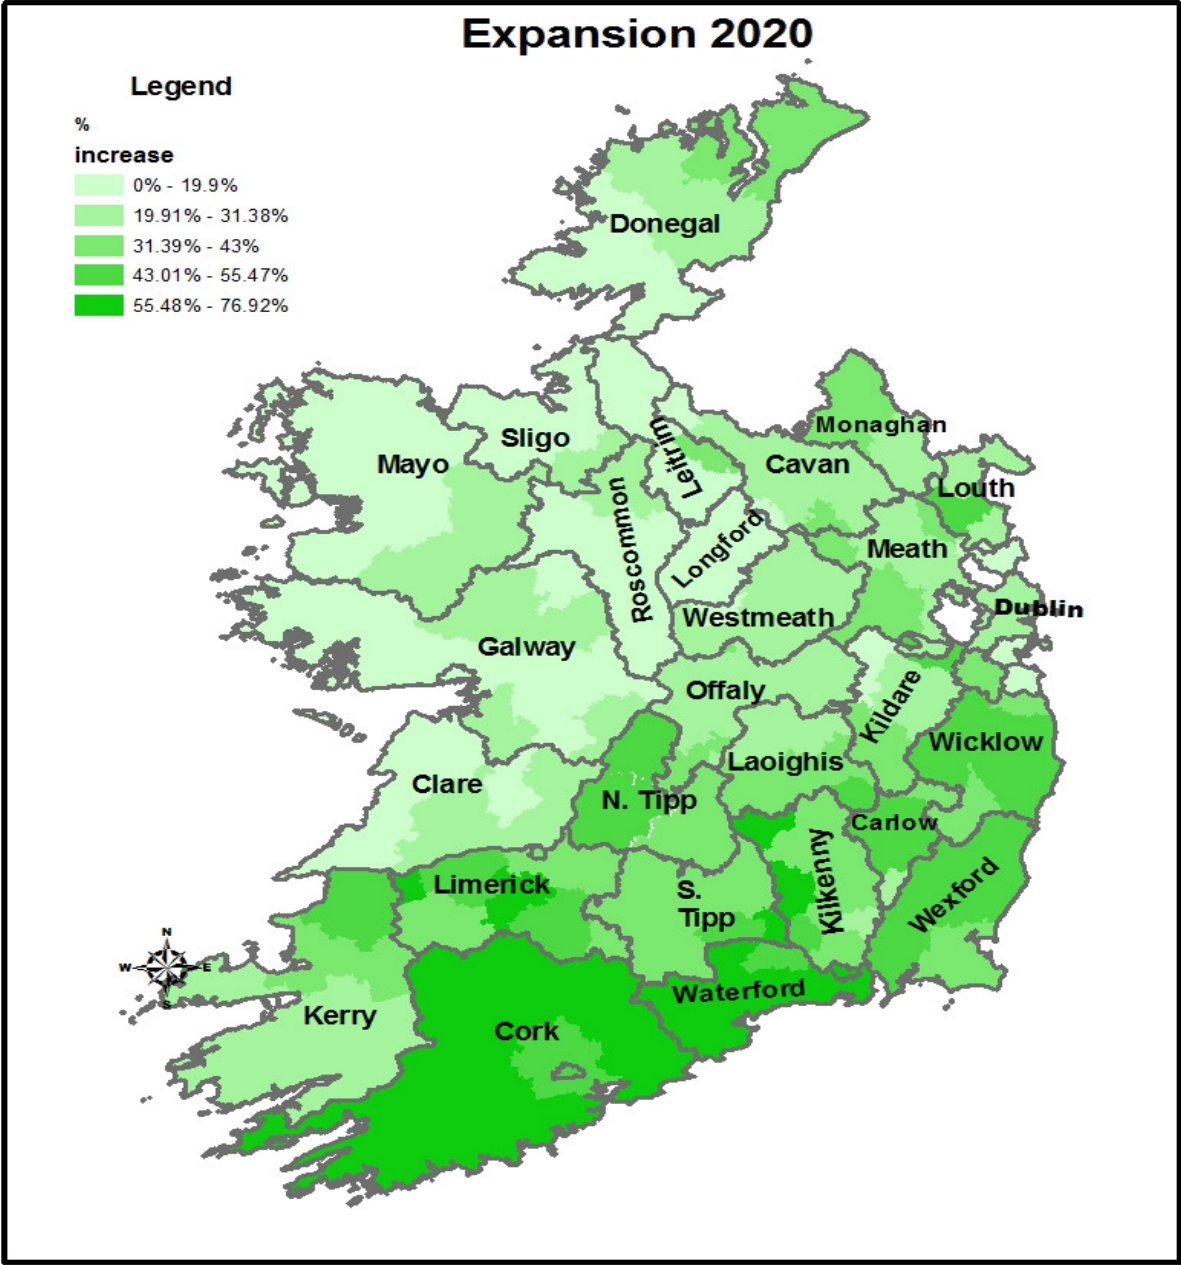 Expansion 2020
Legend
%
increase
0% - 19.9%
19.91% - 31.38%
31.39% - 43%
43.01% - 55.47%
55.48% - 76.92%
Donegal
Monaghan
Leitrim
Sligo
Cavan
Mayo
Louth
Roscommon
Longford
Meath
Dublin
Westmeath
Galway
Offaly
Kildare
Wicklow
Laoighis
Clare
N. Tipp
Carlow
Limerick
S.
Tipp
Kilkenny
Wexford
N
W E
S
Waterford
Kerry
Cork